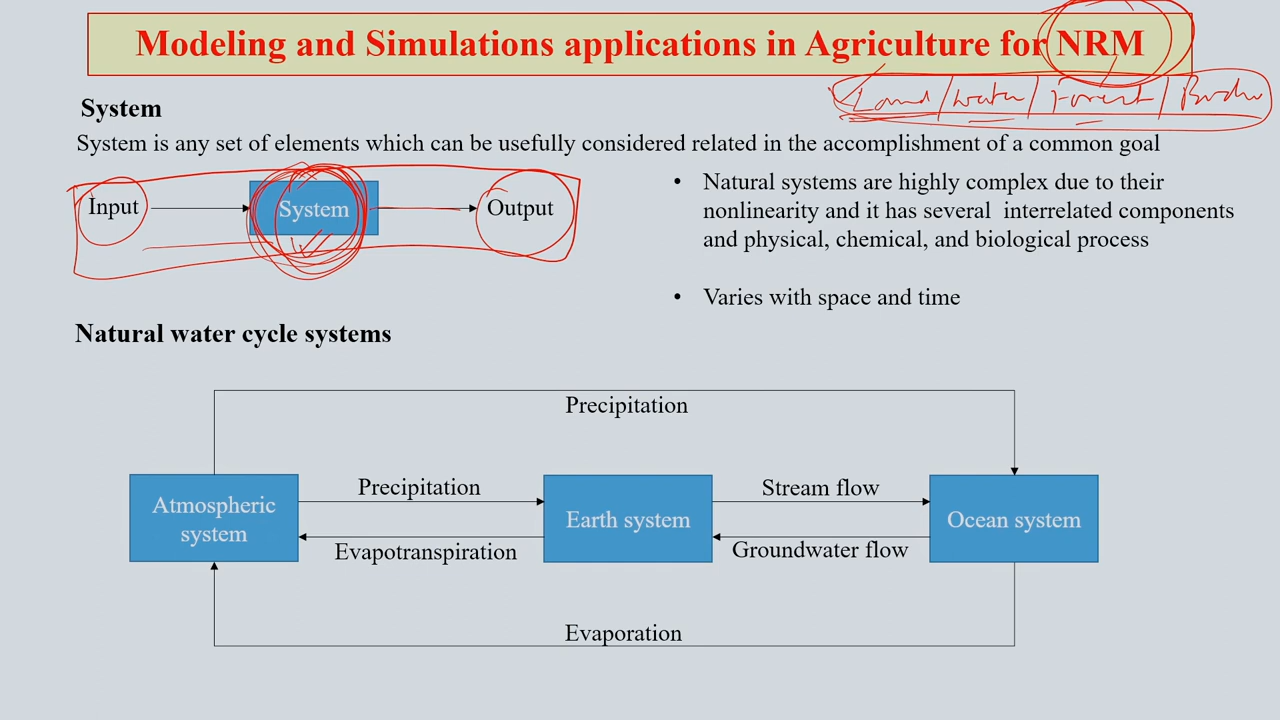 Modeling and Simulations applications in Agriculture for NRM
Land / Water / Forest /
System
System is any set of elements which can be usefully considered related in the accomplishment of a common goal
Input
System
Output
• Natural systems are highly complex due to their
nonlinearity and it has several interrelated components
and physical, chemical, and biological process
• Varies with space and time
Natural water cycle systems
Precipitation
Atmospheric
system
Precipitation
Evapotranspiration
Earth system
Stream flow
Groundwater flow
Ocean system
Evaporation